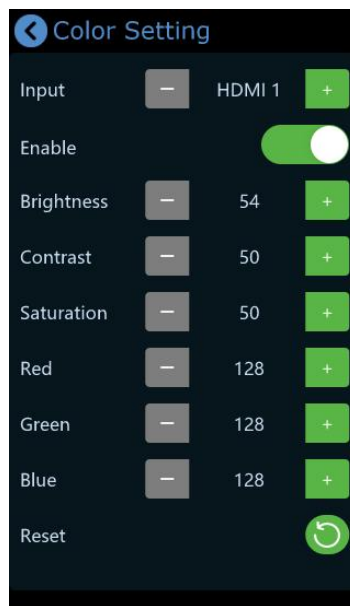 Color Setting
Input − HDMI 1 +
Enable
Brightness − 54 +
Contrast − 50 +
Saturation − 50 +
Red − 128 +
Green − 128 +
Blue − 128 +
Reset